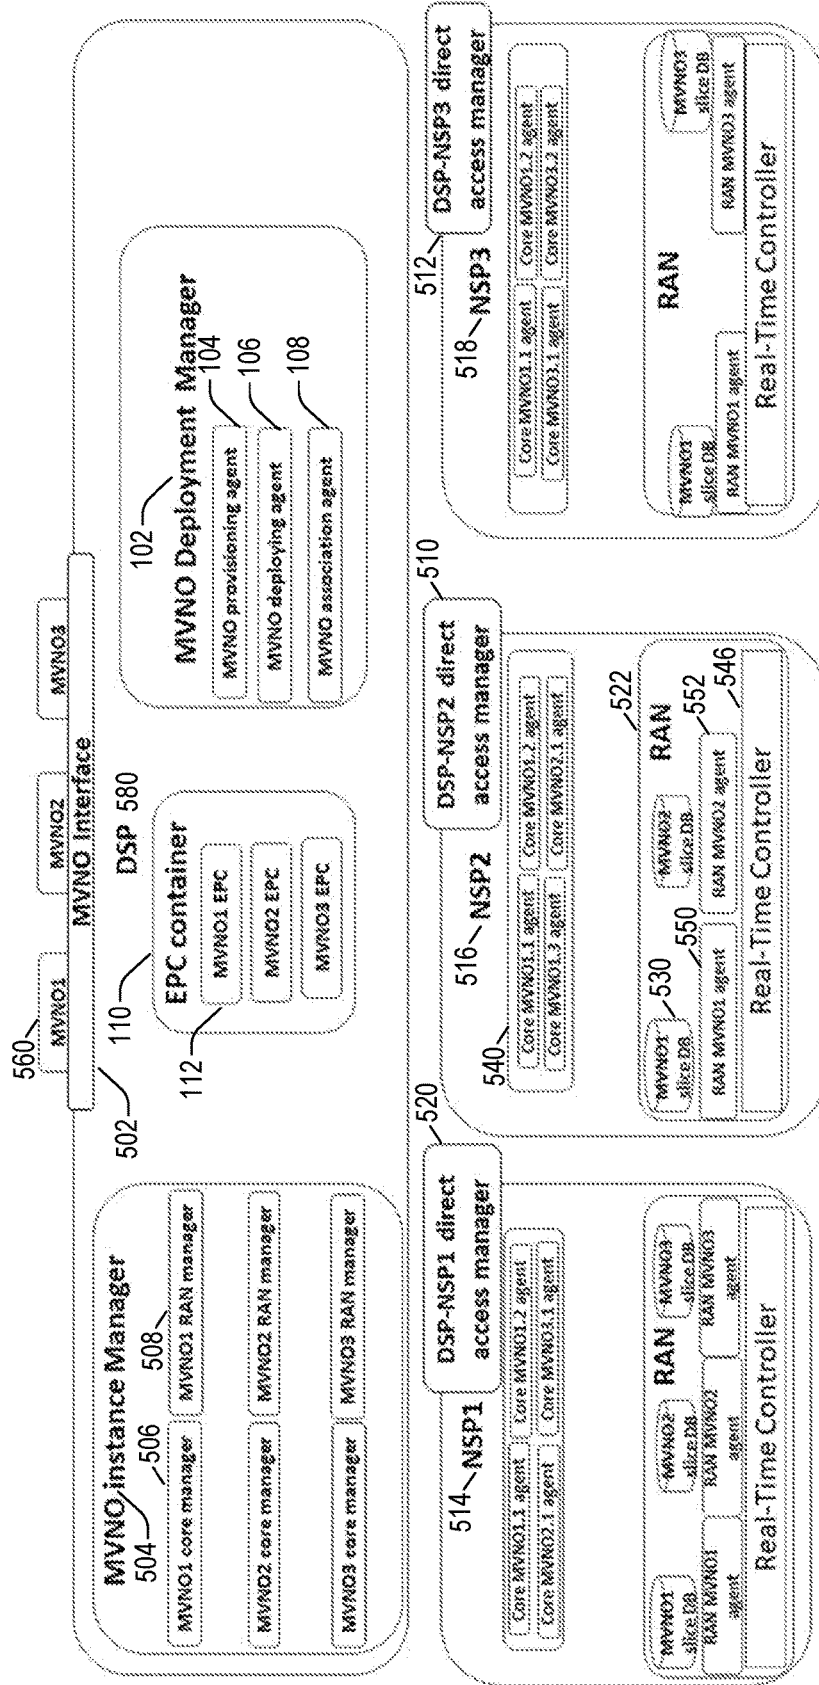 560
MVNO1
MVNO2
MVNO3
MVNO Interface
502
DSP 580
MVNO instance Manager
504
506
508
MVNO1 core manager
MVNO1 RAN manager
MVNO2 core manager
MVNO2 RAN manager
MVNO3 core manager
MVNO3 RAN manager
110
EPC container
112
MVNO1 EPC
MVNO2 EPC
MVNO3 EPC
102
MVNO Deployment Manager
104
MVNO provisioning agent
106
MVNO deploying agent
108
MVNO association agent
520
DSP-NSP1 direct
access manager
514
NSP1
Core MVNO1.1 agent
Core MVNO1.2 agent
Core MVNO2.1 agent
Core MVNO3.1 agent
RAN
MVNO1
slice DB
MVNO2
slice DB
MVNO3
slice DB
RAN MVNO1
agent
RAN MVNO2
agent
RAN MVNO3
agent
Real-Time Controller
510
DSP-NSP2 direct
access manager
516
NSP2
540
Core MVNO1.1 agent
Core MVNO1.2 agent
Core MVNO1.3 agent
Core MVNO2.1 agent
522
RAN
530
MVNO1
slice DB
MVNO2
slice DB
550
552
RAN MVNO1 agent
RAN MVNO2 agent
546
Real-Time Controller
512
DSP-NSP3 direct
access manager
518
NSP3
Core MVNO1.1 agent
Core MVNO1.2 agent
Core MVNO3.1 agent
Core MVNO3.2 agent
RAN
MVNO1
slice DB
MVNO3
slice DB
RAN MVNO1 agent
RAN MVNO3 agent
Real-Time Controller